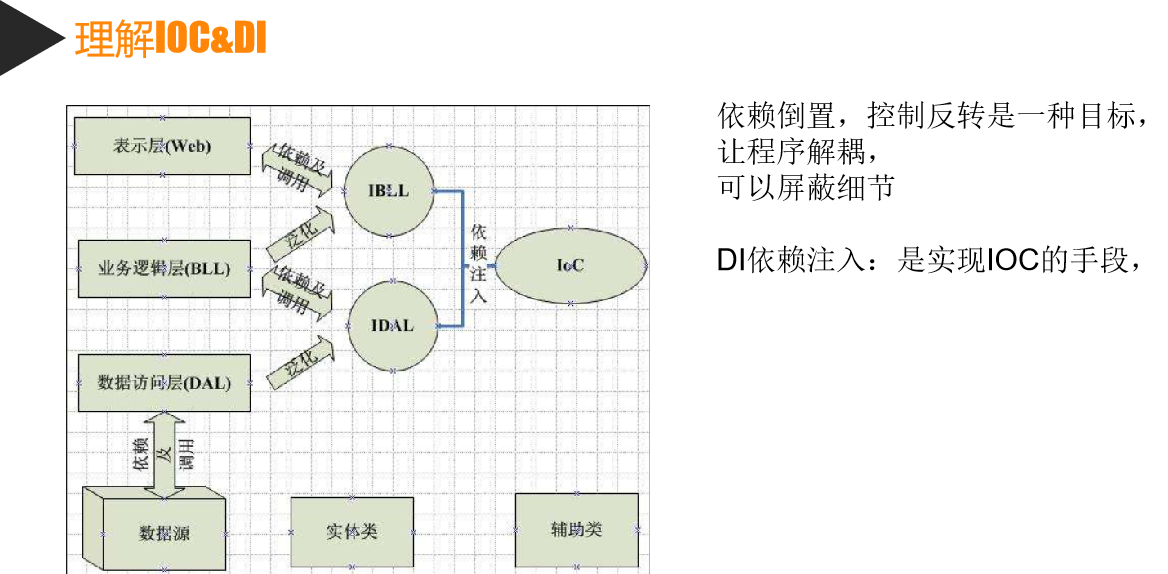 理解IOC&DI
表示层(Web)
依赖及
调用
IBLL
泛化
业务逻辑层(BLL)
依赖及
调用
IDAL
泛化
数据访问层(DAL)
依赖
及
调用
数据源
实体类
辅助类
依
赖
注
入
IoC
依赖倒置，控制反转是一种目标，
让程序解耦，
可以屏蔽细节
DI依赖注入：是实现IOC的手段，